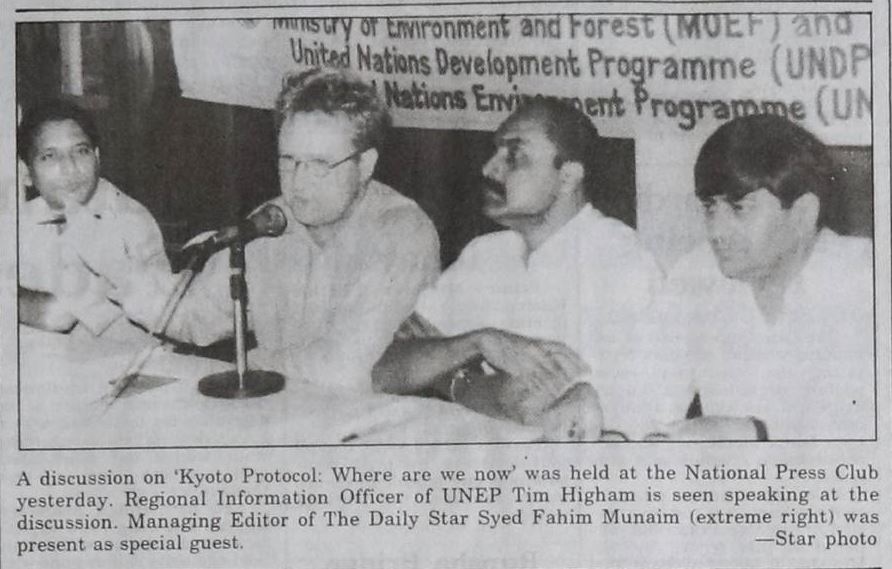 Ministry of Environment and Forest (MOEF) and
United Nations Development Programme (UNDP
Nations Environment Programme (UN
A discussion on ‘Kyoto Protocol: Where are we now’ was held at the National Press Club
yesterday. Regional Information Officer of UNEP Tim Higham is seen speaking at the
discussion. Managing Editor of The Daily Star Syed Fahim Munaim (extreme right) was
present as special guest. —Star photo